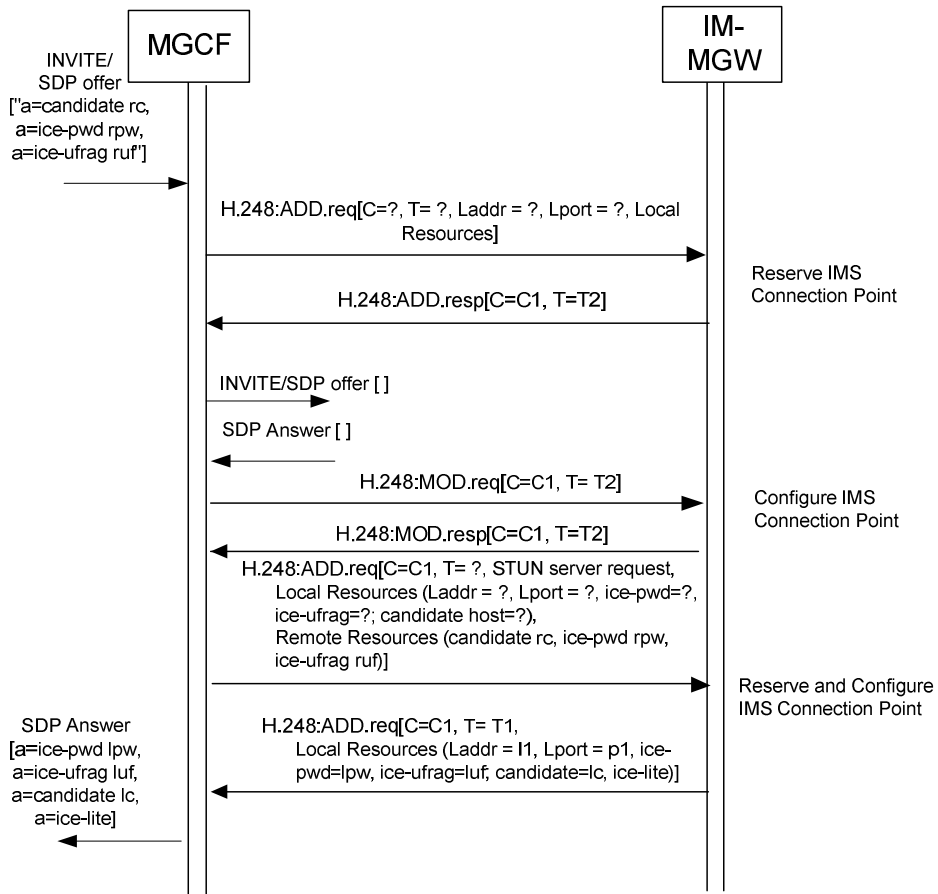 MGCF
IM-
MGW
INVITE/
SDP offer
["a=candidate rc,
a=ice-pwd rpw,
a=ice-ufrag ruf"]
H.248:ADD.req[C=?, T= ?, Laddr = ?, Lport = ?, Local
Resources]
Reserve IMS
Connection Point
H.248:ADD.resp[C=C1, T=T2]
INVITE/SDP offer [ ]
SDP Answer [ ]
H.248:MOD.req[C=C1, T= T2]
Configure IMS
Connection Point
H.248:MOD.resp[C=C1, T=T2]
H.248:ADD.req[C=C1, T= ?, STUN server request,
Local Resources (Laddr = ?, Lport = ?, ice-pwd=?,
ice-ufrag=?; candidate host=?),
Remote Resources (candidate rc, ice-pwd rpw,
ice-ufrag ruf)]
Reserve and Configure
IMS Connection Point
H.248:ADD.req[C=C1, T= T1,
Local Resources (Laddr = l1, Lport = p1, ice-
pwd=lpw, ice-ufrag=luf; candidate=lc, ice-lite)]
SDP Answer
[a=ice-pwd lpw,
a=ice-ufrag luf,
a=candidate lc,
a=ice-lite]